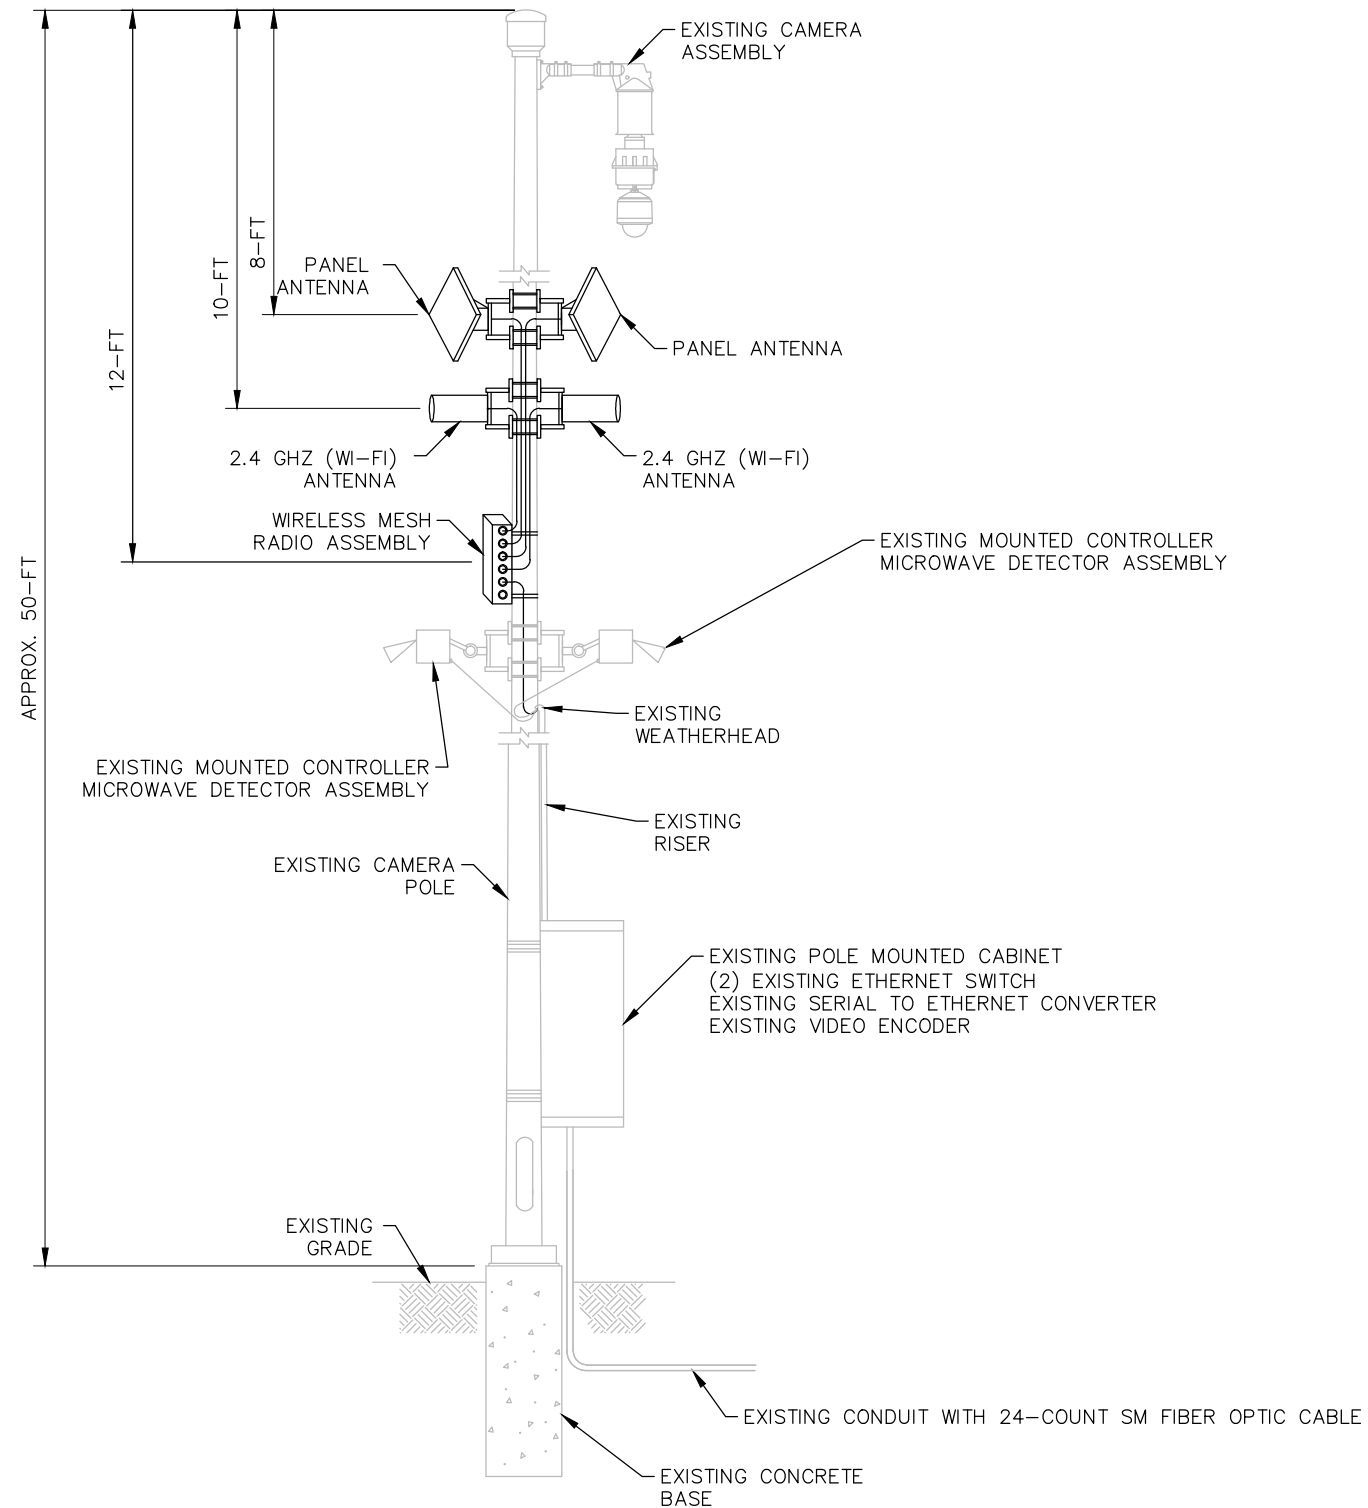 EXISTING CAMERA
ASSEMBLY
8-FT
10-FT
12-FT
APPROX. 50-FT
PANEL
ANTENNA
PANEL ANTENNA
2.4 GHZ (WI-FI)
ANTENNA
2.4 GHZ (WI-FI)
ANTENNA
WIRELESS MESH
RADIO ASSEMBLY
EXISTING MOUNTED CONTROLLER
MICROWAVE DETECTOR ASSEMBLY
EXISTING
WEATHERHEAD
EXISTING MOUNTED CONTROLLER
MICROWAVE DETECTOR ASSEMBLY
EXISTING
RISER
EXISTING CAMERA
POLE
EXISTING POLE MOUNTED CABINET
(2) EXISTING ETHERNET SWITCH
EXISTING SERIAL TO ETHERNET CONVERTER
EXISTING VIDEO ENCODER
EXISTING
GRADE
EXISTING CONDUIT WITH 24-COUNT SM FIBER OPTIC CABLE
EXISTING CONCRETE
BASE